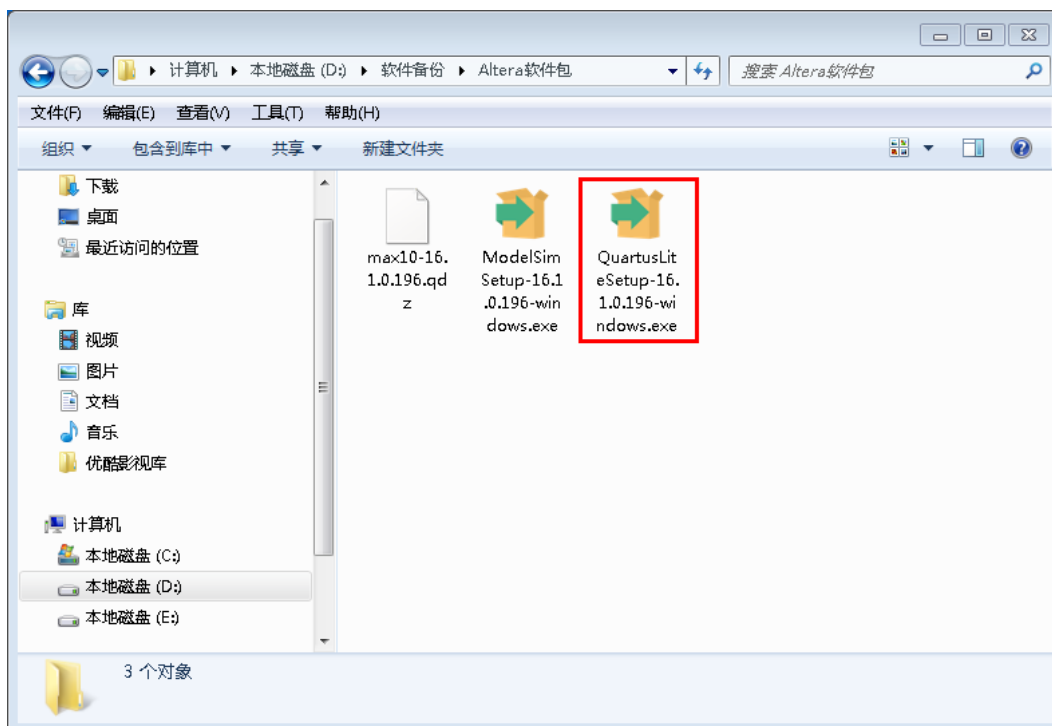 计算机 本地磁盘 (D:) 软件备份 Altera软件包 搜索 Altera软件包
文件(F) 编辑(E) 查看(V) 工具(T) 帮助(H)
组织 包含到库中 共享 新建文件夹
下载
桌面
最近访问的位置
库
视频
图片
文档
音乐
优酷影视库
计算机
本地磁盘 (C:)
本地磁盘 (D:)
本地磁盘 (E:)
max10-16.
1.0.196.qd
z
ModelSim
Setup-16.1
.0.196-win
dows.exe
QuartusLit
eSetup-16.
1.0.196-wi
ndows.exe
3 个对象